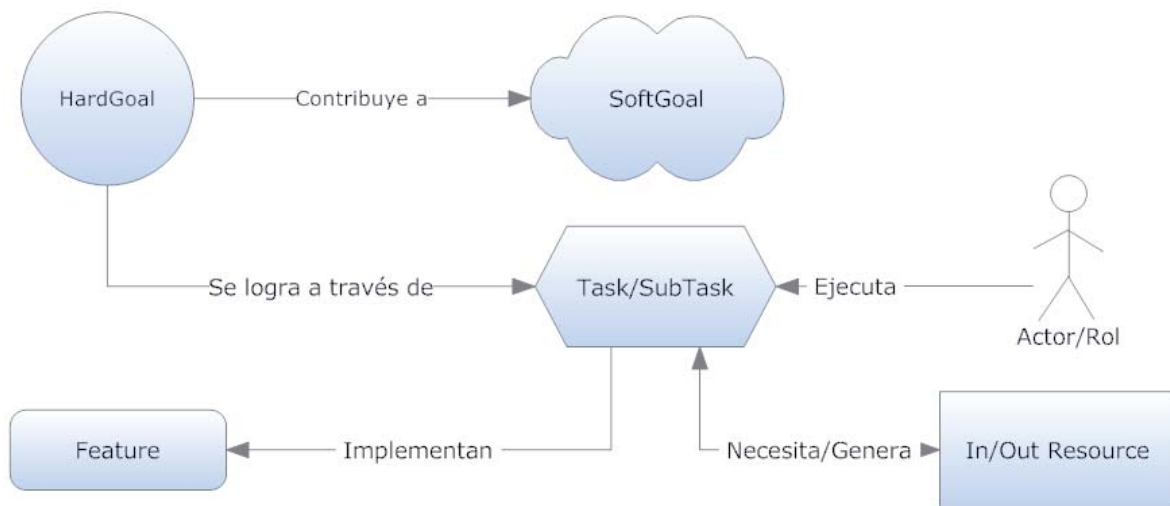 HardGoal
Contribuye a
SoftGoal
Se logra a través de
Task/SubTask
Ejecuta
Actor/Rol
Feature
Implementan
Necesita/Genera
In/Out Resource